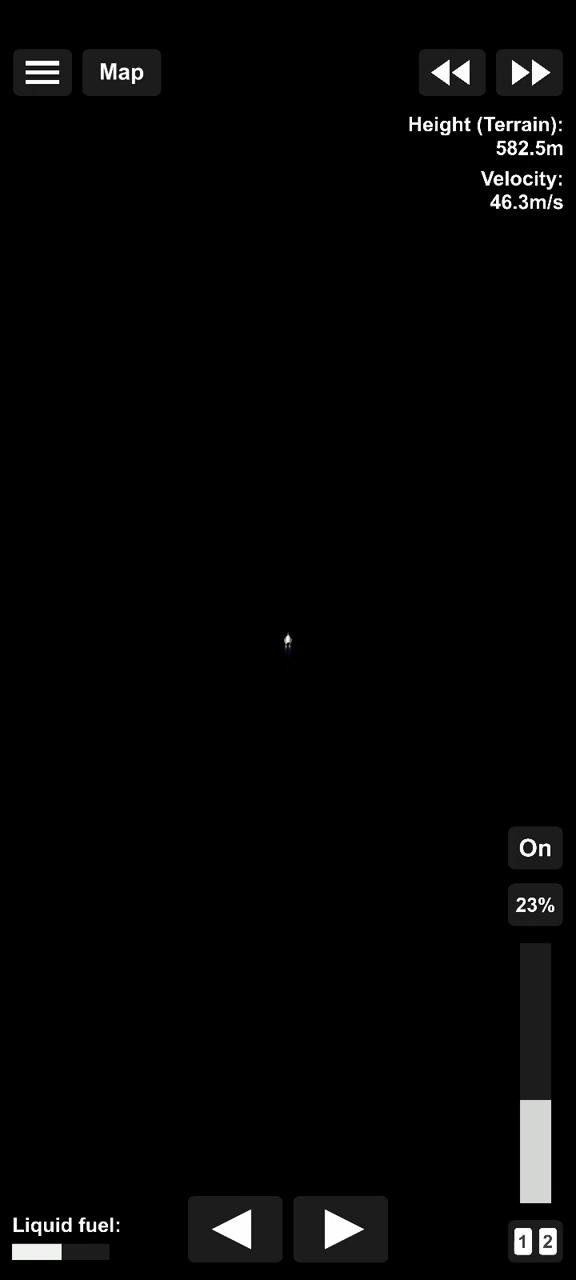 Map
Height (Terrain):
582.5m
Velocity:
46.3m/s
On
23%
Liquid fuel:
1 2